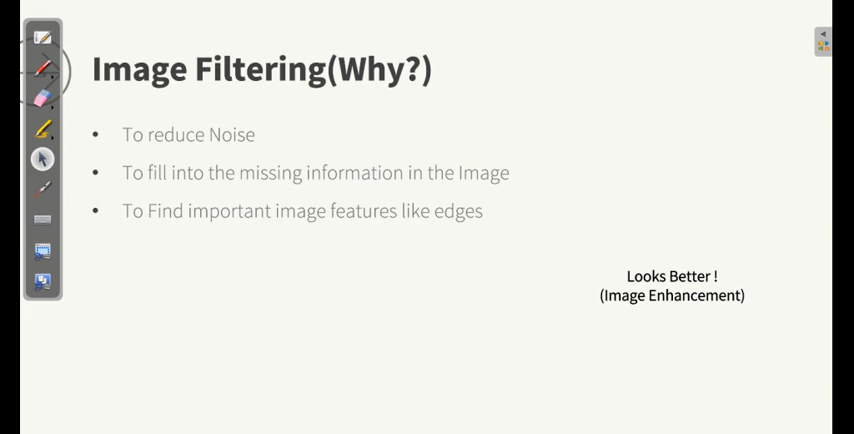 Image Filtering(Why?)
• To reduce Noise
• To fill into the missing information in the Image
• To Find important image features like edges
Looks Better !
(Image Enhancement)